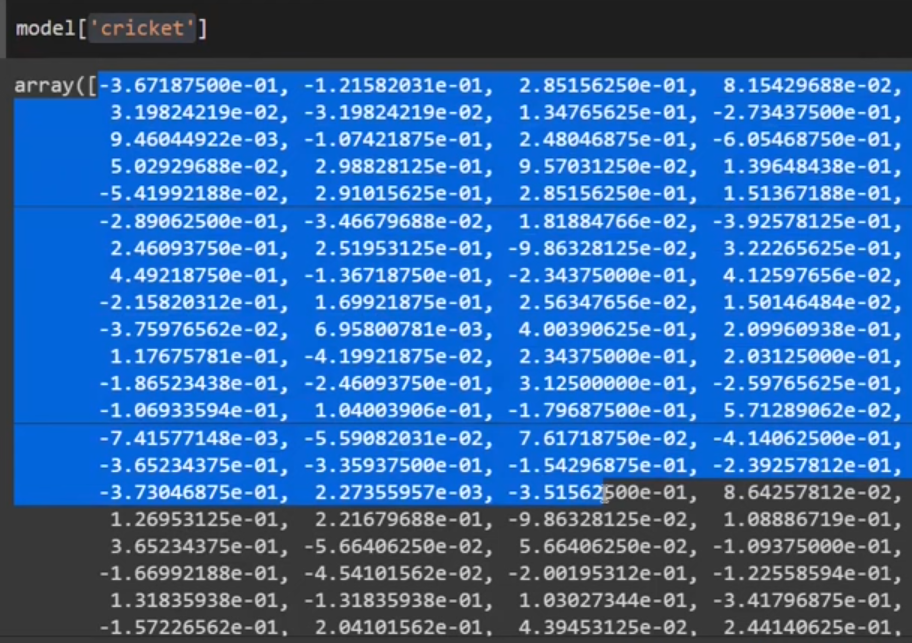 model['cricket']
array([-3.67187500e-01, -1.21582031e-01, 2.85156250e-01, 8.15429688e-02,
3.19824219e-02, -3.19824219e-02, 1.34765625e-01, -2.73437500e-01,
9.46044922e-03, -1.07421875e-01, 2.48046875e-01, -6.05468750e-01,
5.02929688e-02, 2.98828125e-01, 9.57031250e-02, 1.39648438e-01,
-5.41992188e-02, 2.91015625e-01, 2.85156250e-01, 1.51367188e-01,
-2.89062500e-01, -3.46679688e-02, 1.81884766e-02, -3.92578125e-01,
2.46093750e-01, 2.51953125e-01, -9.86328125e-02, 3.22265625e-01,
4.49218750e-01, -1.36718750e-01, -2.34375000e-01, 4.12597656e-02,
-2.15820312e-01, 1.69921875e-01, 2.56347656e-02, 1.50146484e-02,
-3.75976562e-02, 6.95800781e-03, 4.00390625e-01, 2.09960938e-01,
1.17675781e-01, -4.19921875e-02, 2.34375000e-01, 2.03125000e-01,
-1.86523438e-01, -2.46093750e-01, 3.12500000e-01, -2.59765625e-01,
-1.06933594e-01, 1.04003906e-01, -1.79687500e-01, 5.71289062e-02,
-7.41577148e-03, -5.59082031e-02, 7.61718750e-02, -4.14062500e-01,
-3.65234375e-01, -3.35937500e-01, -1.54296875e-01, -2.39257812e-01,
-3.73046875e-01, 2.27355957e-03, -3.51562500e-01, 8.64257812e-02,
1.26953125e-01, 2.21679688e-01, -9.86328125e-02, 1.08886719e-01,
3.65234375e-01, -5.66406250e-02, 5.66406250e-02, -1.09375000e-01,
-1.66992188e-01, -4.54101562e-02, -2.00195312e-01, -1.22558594e-01,
1.31835938e-01, -1.31835938e-01, 1.03027344e-01, -3.41796875e-01,
-1.57226562e-01, 2.04101562e-01, 4.39453125e-02, 2.44140625e-01,